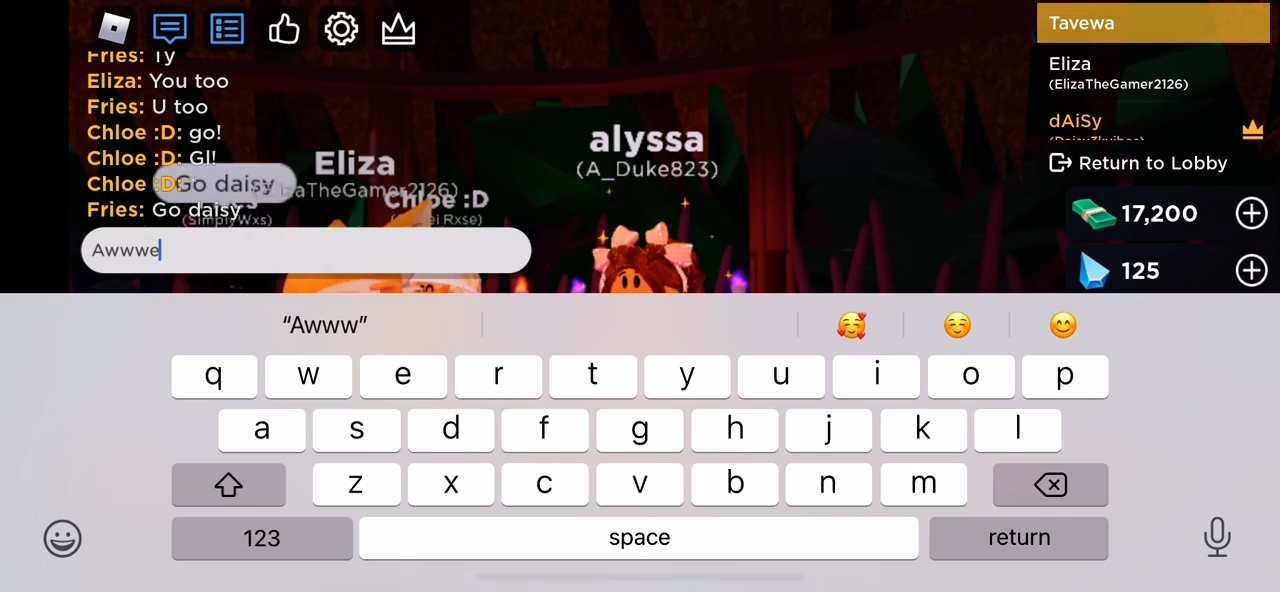 Fries: Ty
Eliza: You too
Fries: U too
Chloe :D: go!
Chloe :D: Gl!
Chloe :D:
Fries: Go daisy
Go daisy
Eliza
Chloe :D
alyssa
(A_Duke823)
Awwwe
Tavewa
Eliza
(ElizaTheGamer2126)
dAiSy
Return to Lobby
17,200
125
“Awww”
q w e r t y u i o p
a s d f g h j k l
z x c v b n m
123 space return